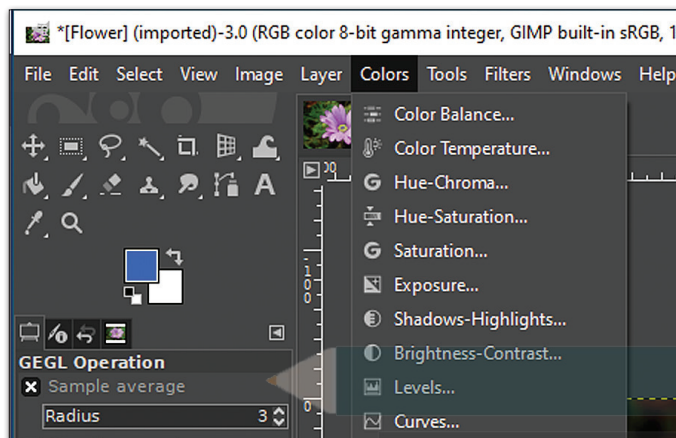 *[Flower] (imported)-3.0 (RGB color 8-bit gamma integer, GIMP built-in sRGB, 1
File Edit Select View Image Layer Colors Tools Filters Windows Help
Color Balance...
Color Temperature...
G Hue-Chroma...
Hue-Saturation...
G Saturation...
Exposure...
Shadows-Highlights...
Brightness-Contrast...
Levels...
Curves...
A
100
0
GEGL Operation
Sample average
Radius 3